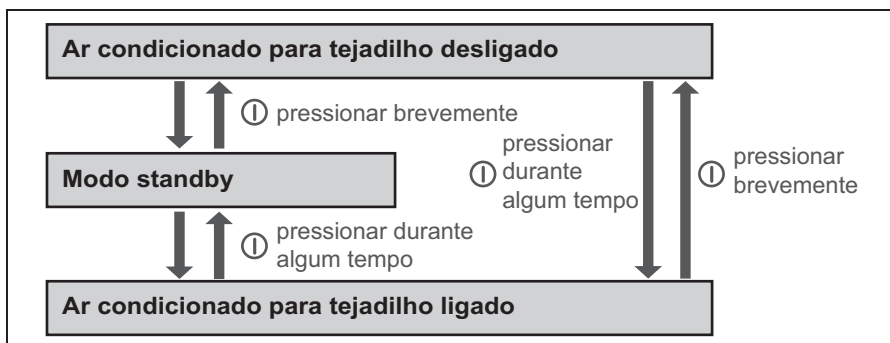 Ar condicionado para tejadilho desligado
pressionar brevemente
Modo standby
pressionar durante
algum tempo
pressionar
durante
algum tempo
pressionar
brevemente
Ar condicionado para tejadilho ligado